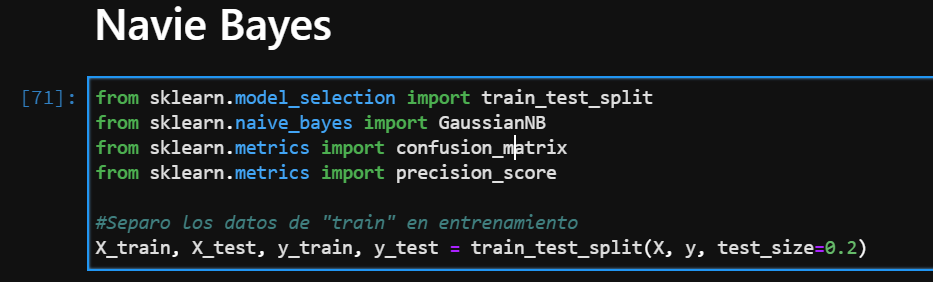 Navie Bayes
[71]:
from sklearn.model_selection import train_test_split
from sklearn.naive_bayes import GaussianNB
from sklearn.metrics import confusion_matrix
from sklearn.metrics import precision_score
#Separo los datos de "train" en entrenamiento
X_train, X_test, y_train, y_test = train_test_split(X, y, test_size=0.2)